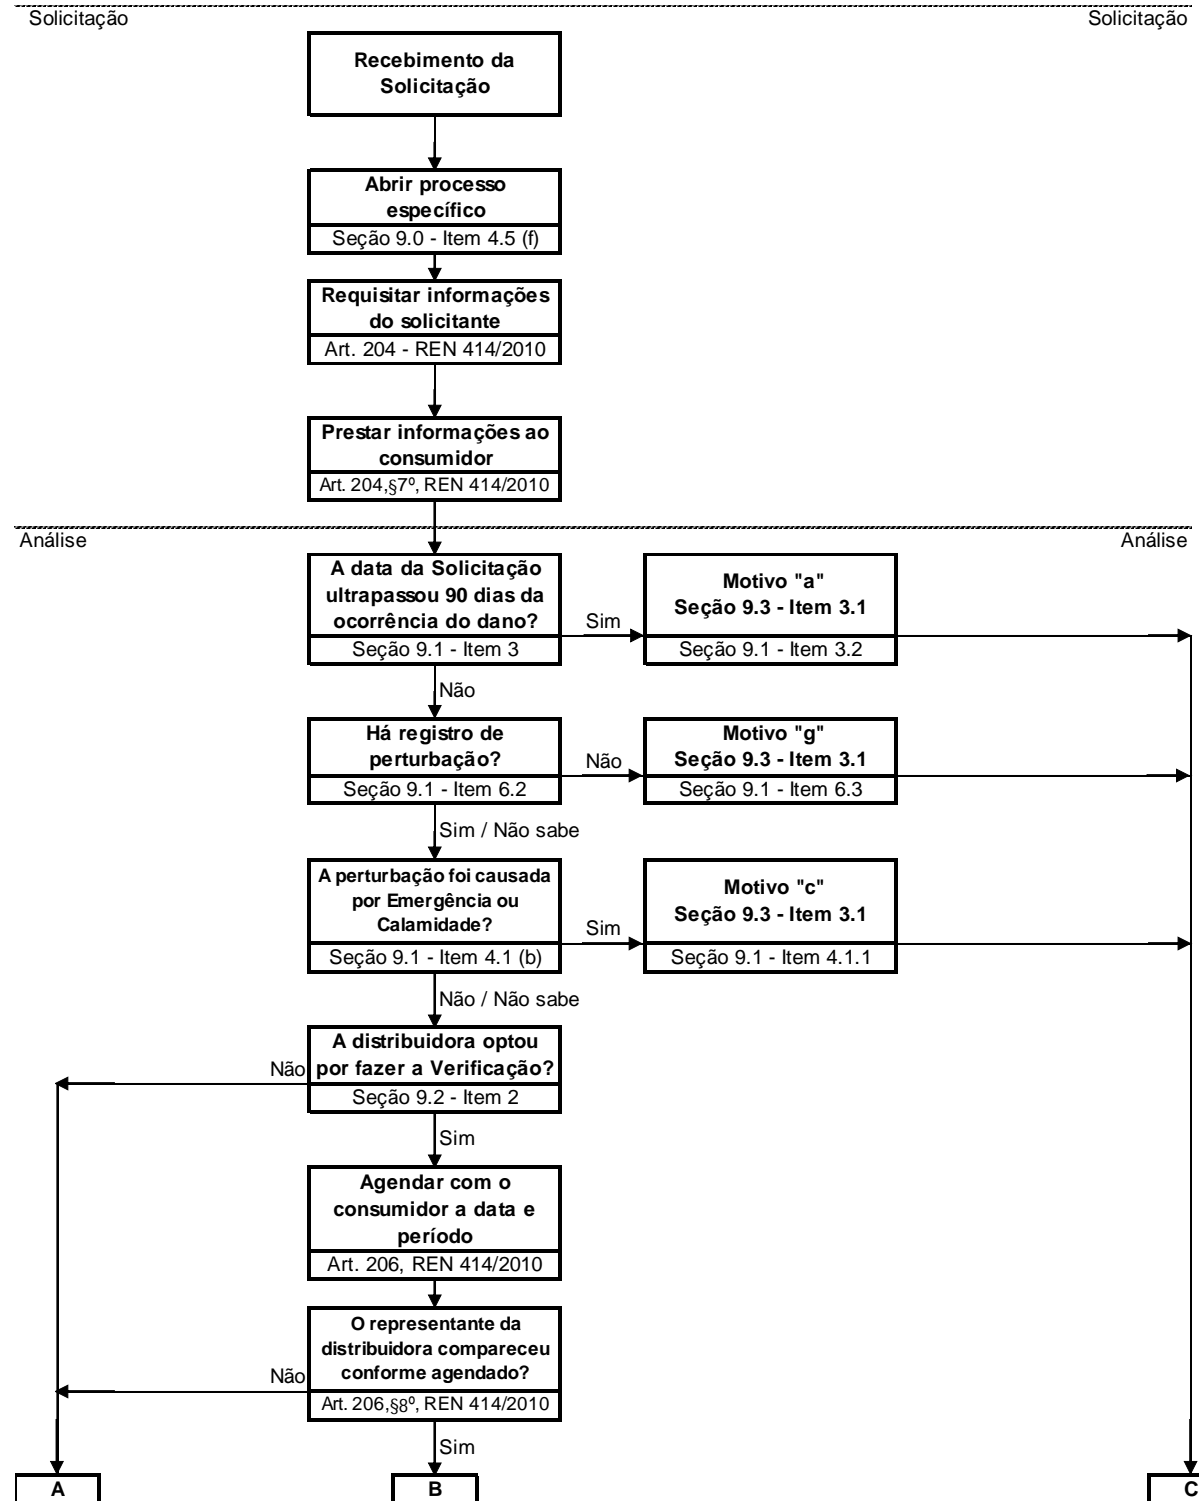 Solicitação
Solicitação
Recebimento da
Solicitação
Abrir processo
específico
Seção 9.0 - Item 4.5 (f)
Requisitar informações
do solicitante
Art. 204 - REN 414/2010
Prestar informações ao
consumidor
Art. 204,§7º, REN 414/2010
Análise
Análise
A data da Solicitação
ultrapassou 90 dias da
ocorrência do dano?
Seção 9.1 - Item 3
Sim
Motivo "a"
Seção 9.3 - Item 3.1
Seção 9.1 - Item 3.2
Não
Há registro de
perturbação?
Seção 9.1 - Item 6.2
Não
Motivo "g"
Seção 9.3 - Item 3.1
Seção 9.1 - Item 6.3
Sim / Não sabe
A perturbação foi causada
por Emergência ou
Calamidade?
Seção 9.1 - Item 4.1 (b)
Sim
Motivo "c"
Seção 9.3 - Item 3.1
Seção 9.1 - Item 4.1.1
Não / Não sabe
A distribuidora optou
por fazer a Verificação?
Seção 9.2 - Item 2
Não
Sim
Agendar com o
consumidor a data e
período
Art. 206, REN 414/2010
O representante da
distribuidora compareceu
conforme agendado?
Art. 206,§8º, REN 414/2010
Não
Sim
A
B
C